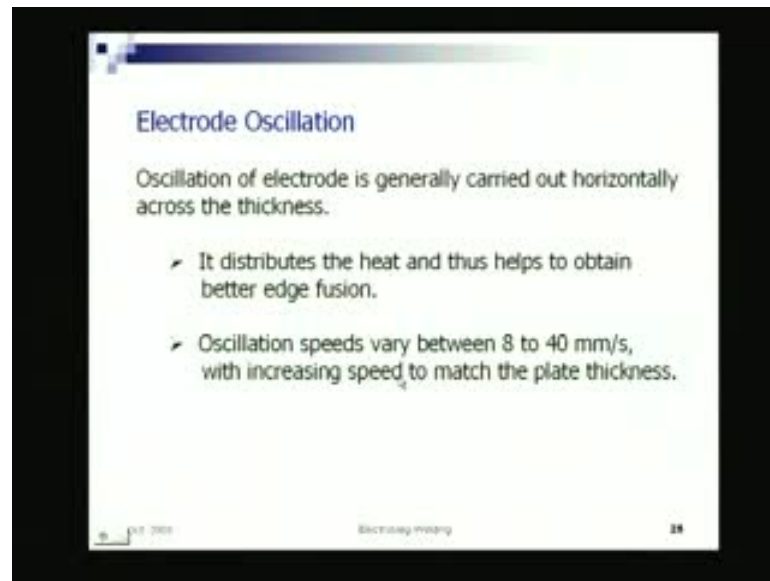 Electrode Oscillation
Oscillation of electrode is generally carried out horizontally
across the thickness.
➢ It distributes the heat and thus helps to obtain
better edge fusion.
➢ Oscillation speeds vary between 8 to 40 mm/s,
with increasing speed to match the plate thickness.
Electroslag Welding